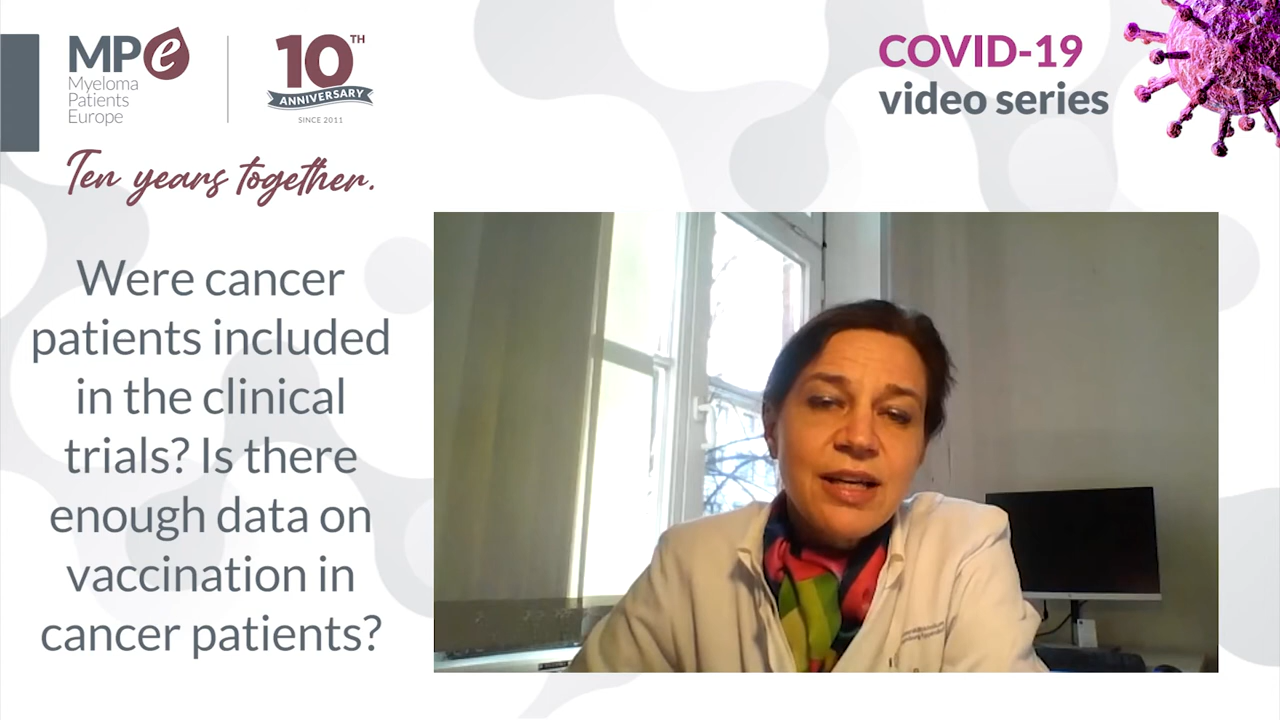 MPe
Myeloma
Patients
Europe
10TH
ANNIVERSARY
SINCE 2011
Ten years together.
COVID-19
video series
Were cancer
patients included
in the clinical
trials? Is there
enough data on
vaccination in
cancer patients?